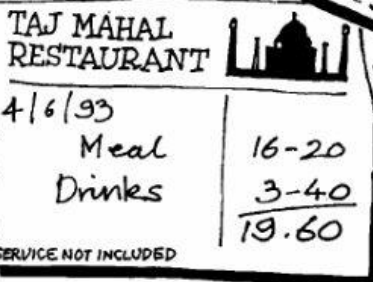 TAJ MAHAL
RESTAURANT
4/6/93
Meal 16-20
Drinks 3-40
19.60
SERVICE NOT INCLUDED